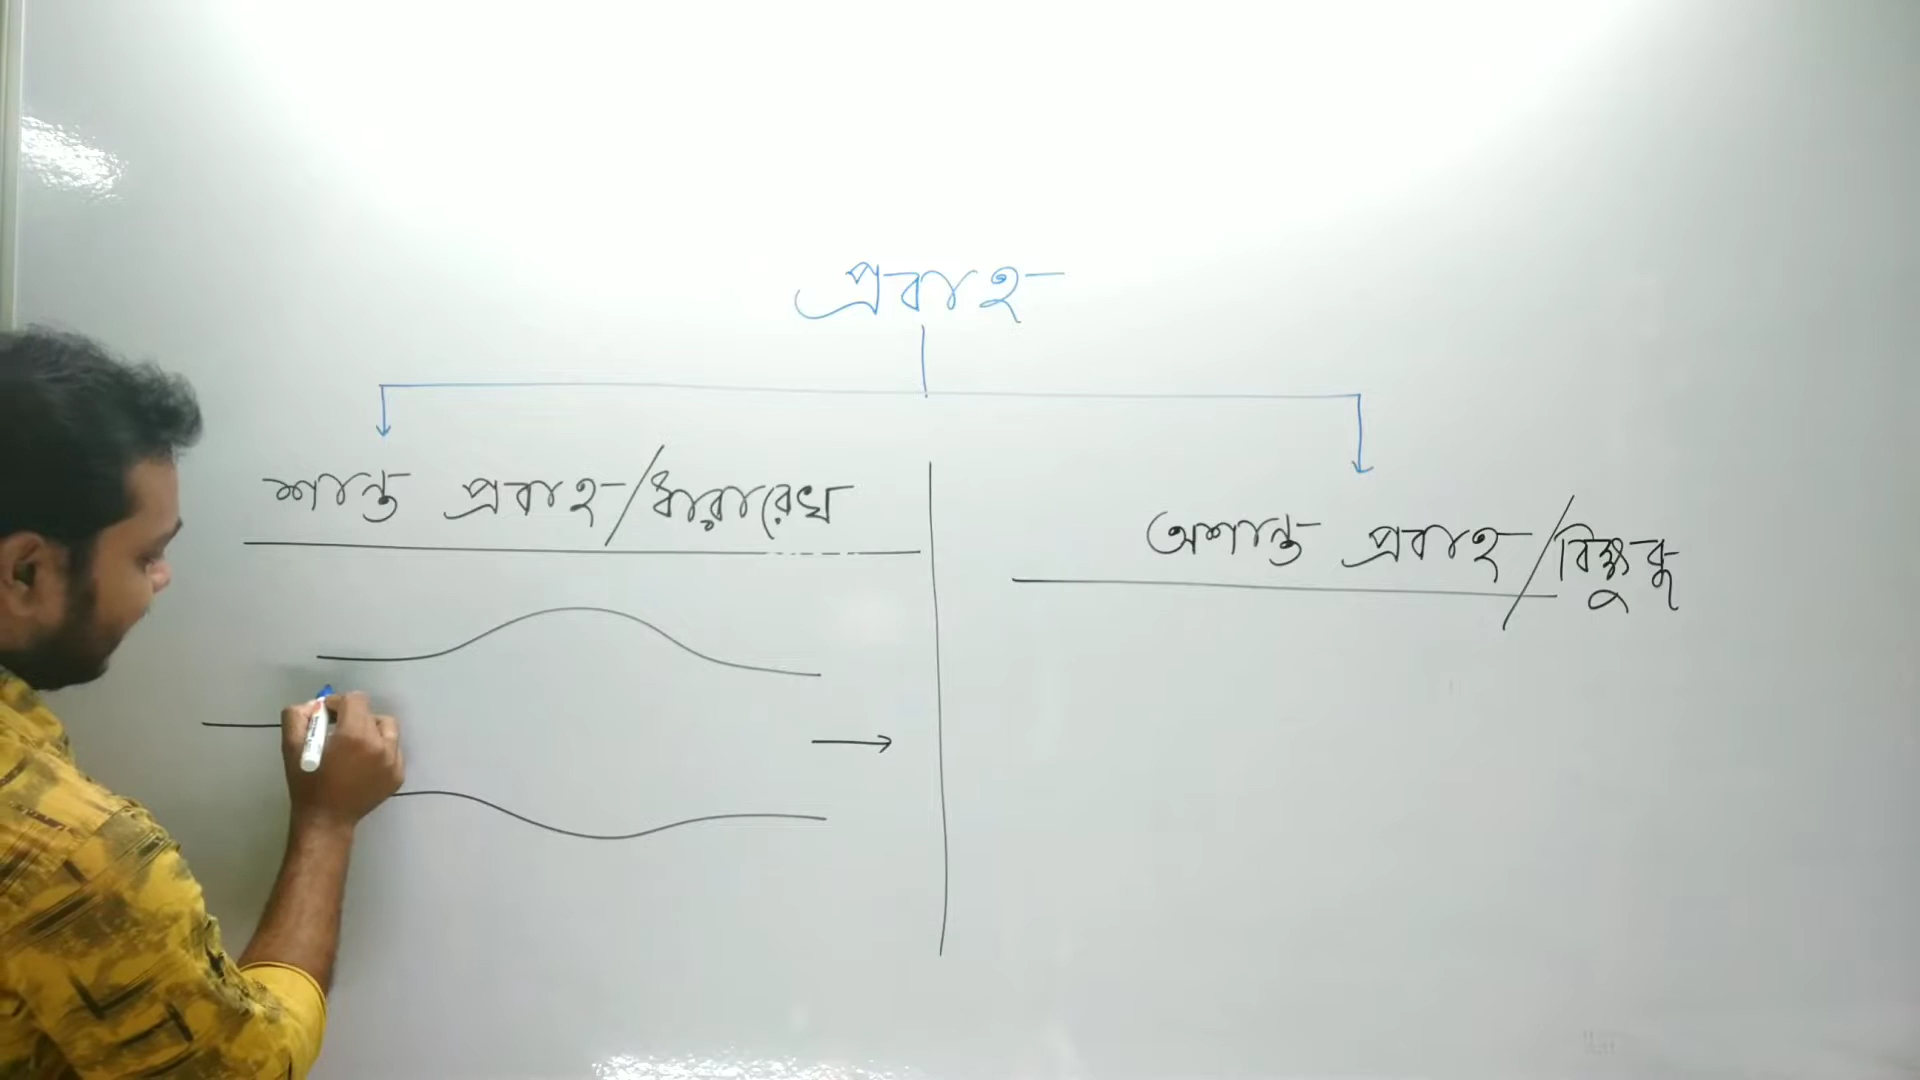 প্রবাহ
শান্ত প্রবাহ/ধারারেখ
অশান্ত প্রবাহ/বিক্ষুব্ধ